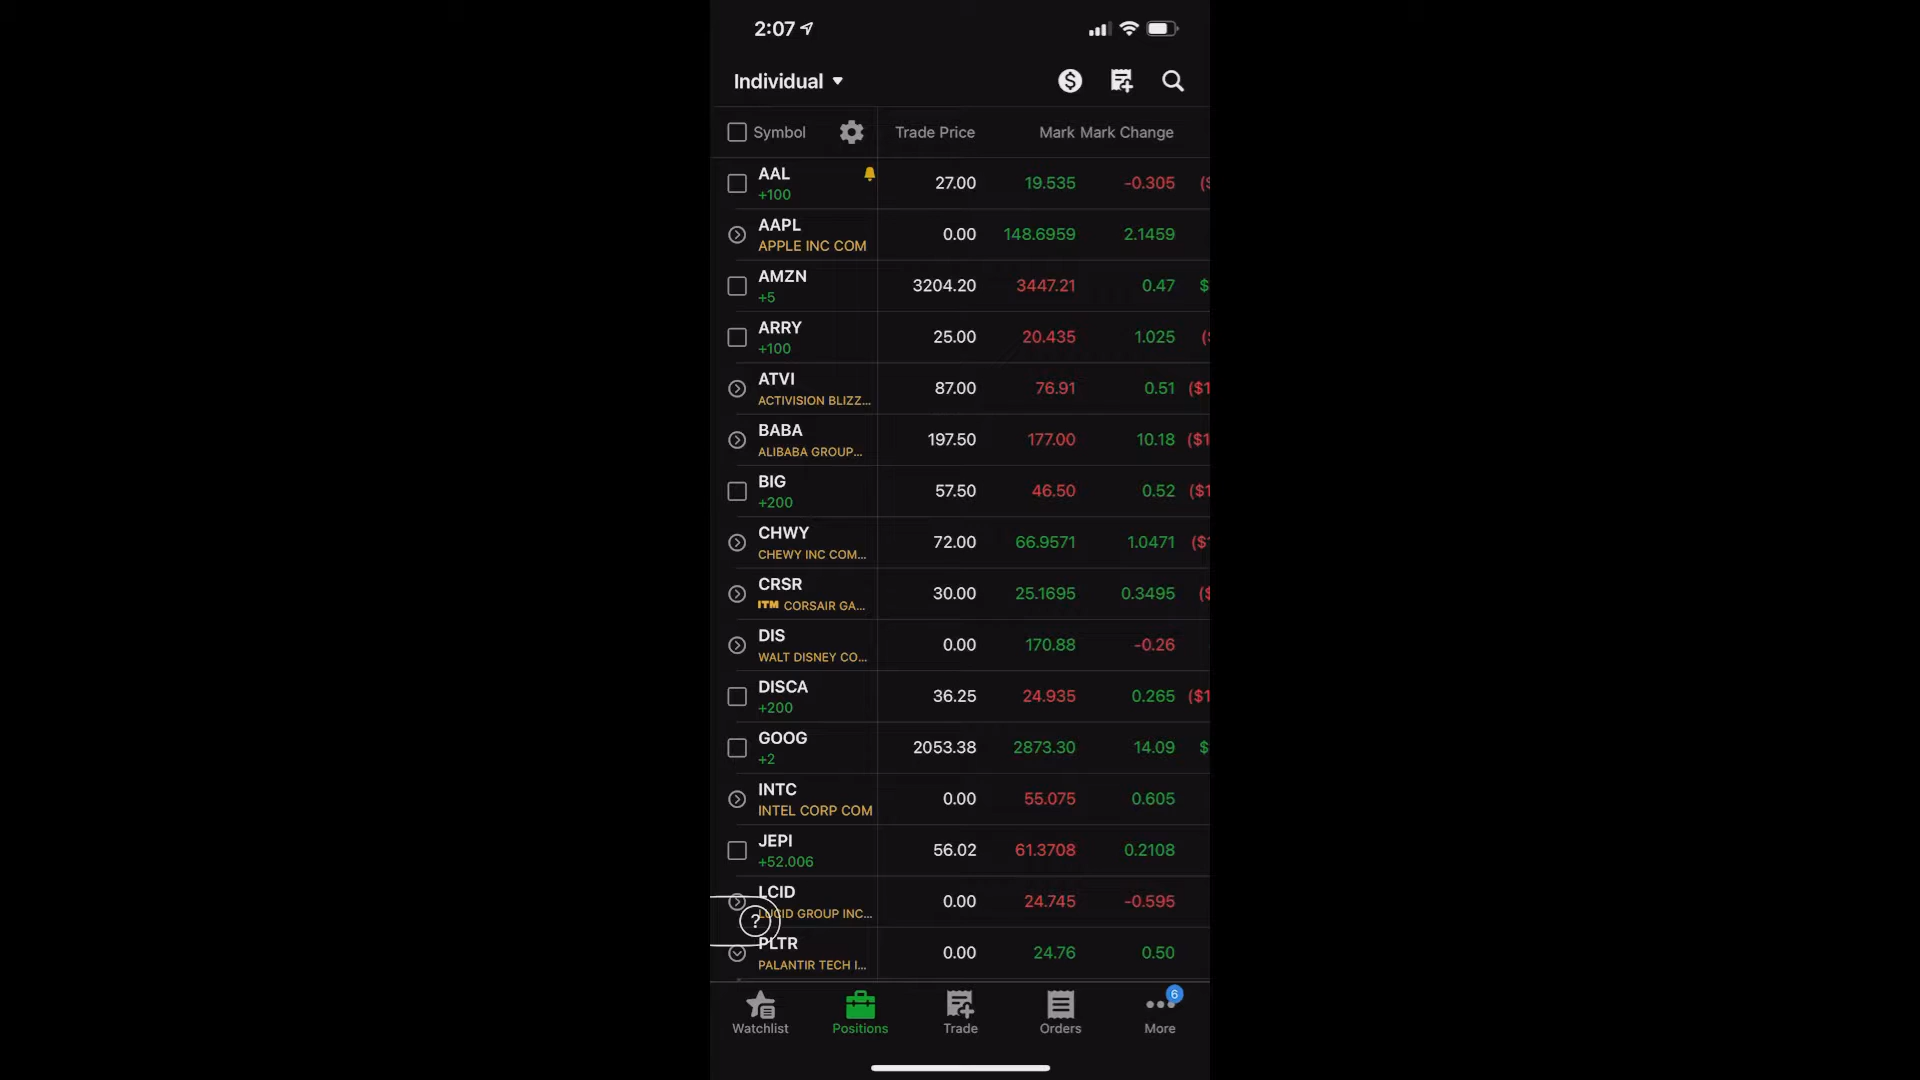 2:07
Individual
Symbol Trade Price Mark Mark Change
AAL 27.00 19.535 -0.305 ($
+100
AAPL 0.00 148.6959 2.1459
APPLE INC COM
AMZN 3204.20 3447.21 0.47 $
+5
ARRY 25.00 20.435 1.025 ($
+100
ATVI 87.00 76.91 0.51 ($1
ACTIVISION BLIZZ...
BABA 197.50 177.00 10.18 ($1
ALIBABA GROUP...
BIG 57.50 46.50 0.52 ($1
+200
CHWY 72.00 66.9571 1.0471 ($1
CHEWY INC COM...
CRSR 30.00 25.1695 0.3495 ($
ITM CORSAIR GA...
DIS 0.00 170.88 -0.26
WALT DISNEY CO...
DISCA 36.25 24.935 0.265 ($1
+200
GOOG 2053.38 2873.30 14.09 $
+2
INTC 0.00 55.075 0.605
INTEL CORP COM
JEPI 56.02 61.3708 0.2108
+52.006
LCID 0.00 24.745 -0.595
? LUCID GROUP INC...
PLTR 0.00 24.76 0.50
PALANTIR TECH I...
6
Watchlist Positions Trade Orders More